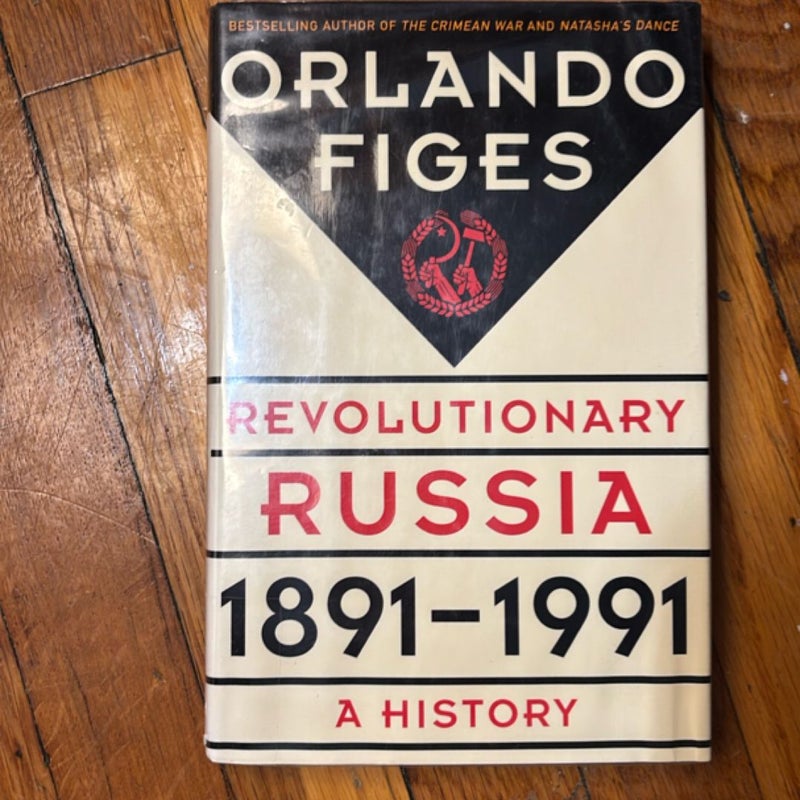 BESTSELLING AUTHOR OF THE CRIMEAN WAR AND NATASHA'S DANCE
ORLANDO
FIGES
REVOLUTIONARY
RUSSIA
1891–1991
A HISTORY